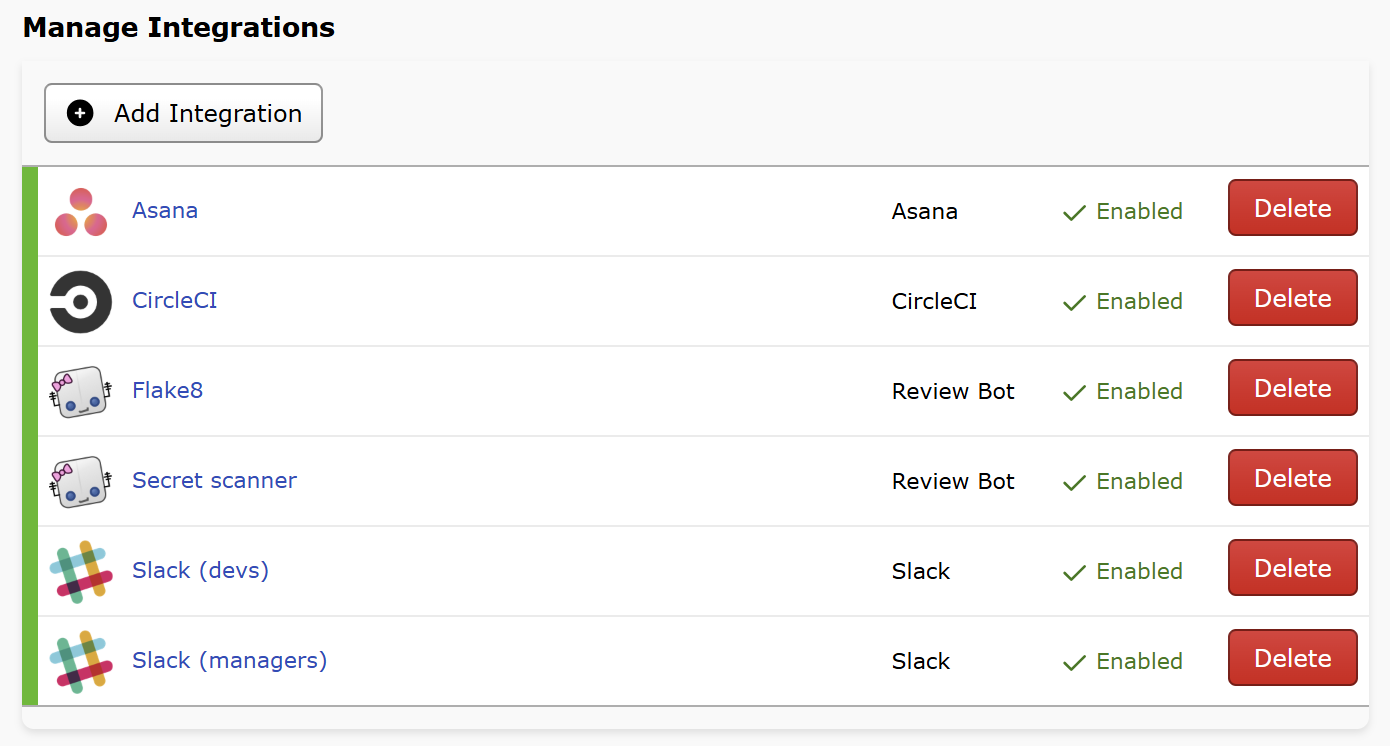 Manage Integrations
Add Integration
Asana Asana Enabled Delete
CircleCI CircleCI Enabled Delete
Flake8 Review Bot Enabled Delete
Secret scanner Review Bot Enabled Delete
Slack (devs) Slack Enabled Delete
Slack (managers) Slack Enabled Delete